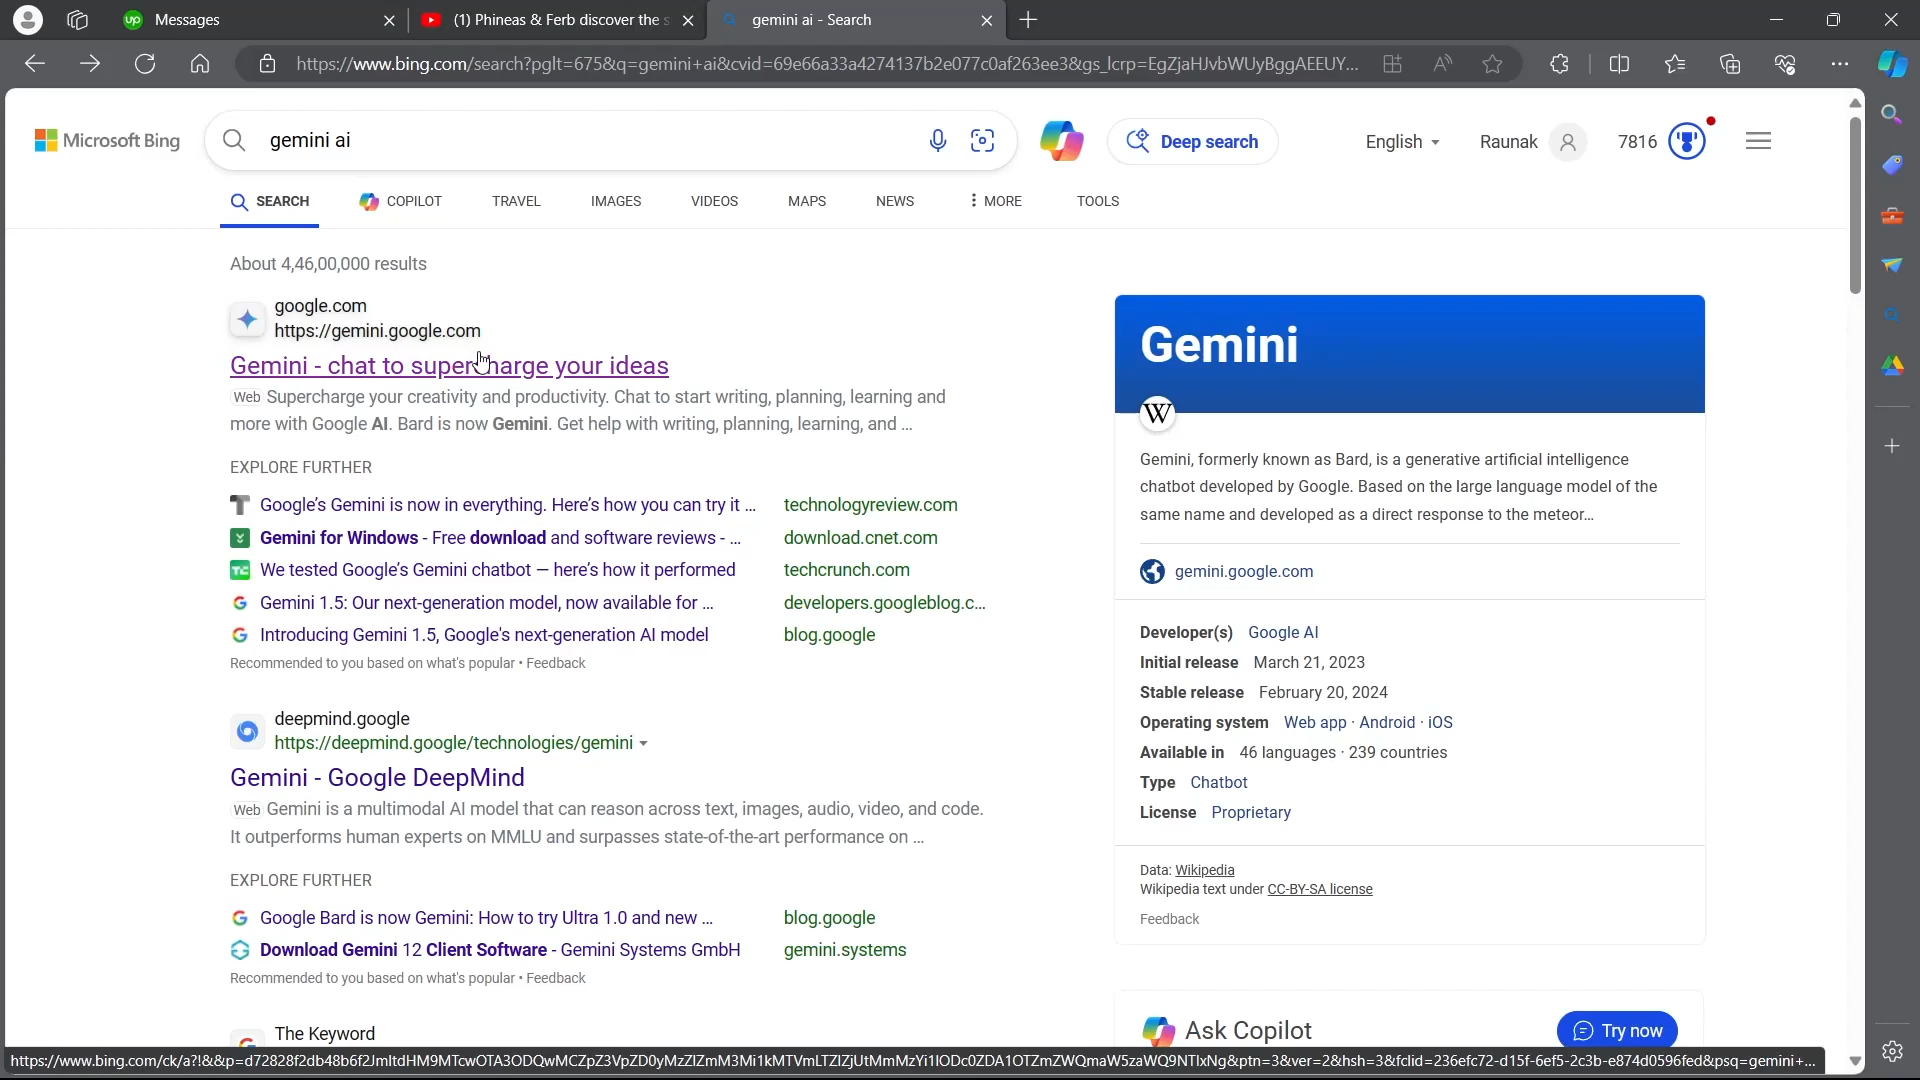 Messages
(1) Phineas & Ferb discover the s
gemini ai - Search
https://www.bing.com/search?pglt=675&q=gemini+ai&cvid=69e66a33a4274137b2e077c0af263ee3&gs_lcrp=EgZjaHJvbWUyBggAEEUY...
Microsoft Bing
gemini ai
Deep search
English
Raunak
7816
SEARCH
COPILOT
TRAVEL
IMAGES
VIDEOS
MAPS
NEWS
MORE
TOOLS
About 4,46,00,000 results
google.com
https://gemini.google.com
Gemini - chat to supercharge your ideas
Web Supercharge your creativity and productivity. Chat to start writing, planning, learning and
more with Google AI. Bard is now Gemini. Get help with writing, planning, learning, and ...
EXPLORE FURTHER
Google's Gemini is now in everything. Here's how you can try it ... technologyreview.com
Gemini for Windows - Free download and software reviews - ... download.cnet.com
We tested Google's Gemini chatbot — here's how it performed techcrunch.com
Gemini 1.5: Our next-generation model, now available for ... developers.googleblog.c...
Introducing Gemini 1.5, Google's next-generation AI model blog.google
Recommended to you based on what's popular • Feedback
deepmind.google
https://deepmind.google/technologies/gemini
Gemini - Google DeepMind
Web Gemini is a multimodal AI model that can reason across text, images, audio, video, and code.
It outperforms human experts on MMLU and surpasses state-of-the-art performance on ...
EXPLORE FURTHER
Google Bard is now Gemini: How to try Ultra 1.0 and new ... blog.google
Download Gemini 12 Client Software - Gemini Systems GmbH gemini.systems
Recommended to you based on what's popular • Feedback
The Keyword
Gemini
W
Gemini, formerly known as Bard, is a generative artificial intelligence
chatbot developed by Google. Based on the large language model of the
same name and developed as a direct response to the meteor...
gemini.google.com
Developer(s) Google AI
Initial release March 21, 2023
Stable release February 20, 2024
Operating system Web app · Android · iOS
Available in 46 languages · 239 countries
Type Chatbot
License Proprietary
Data: Wikipedia
Wikipedia text under CC-BY-SA license
Feedback
Ask Copilot
Try now